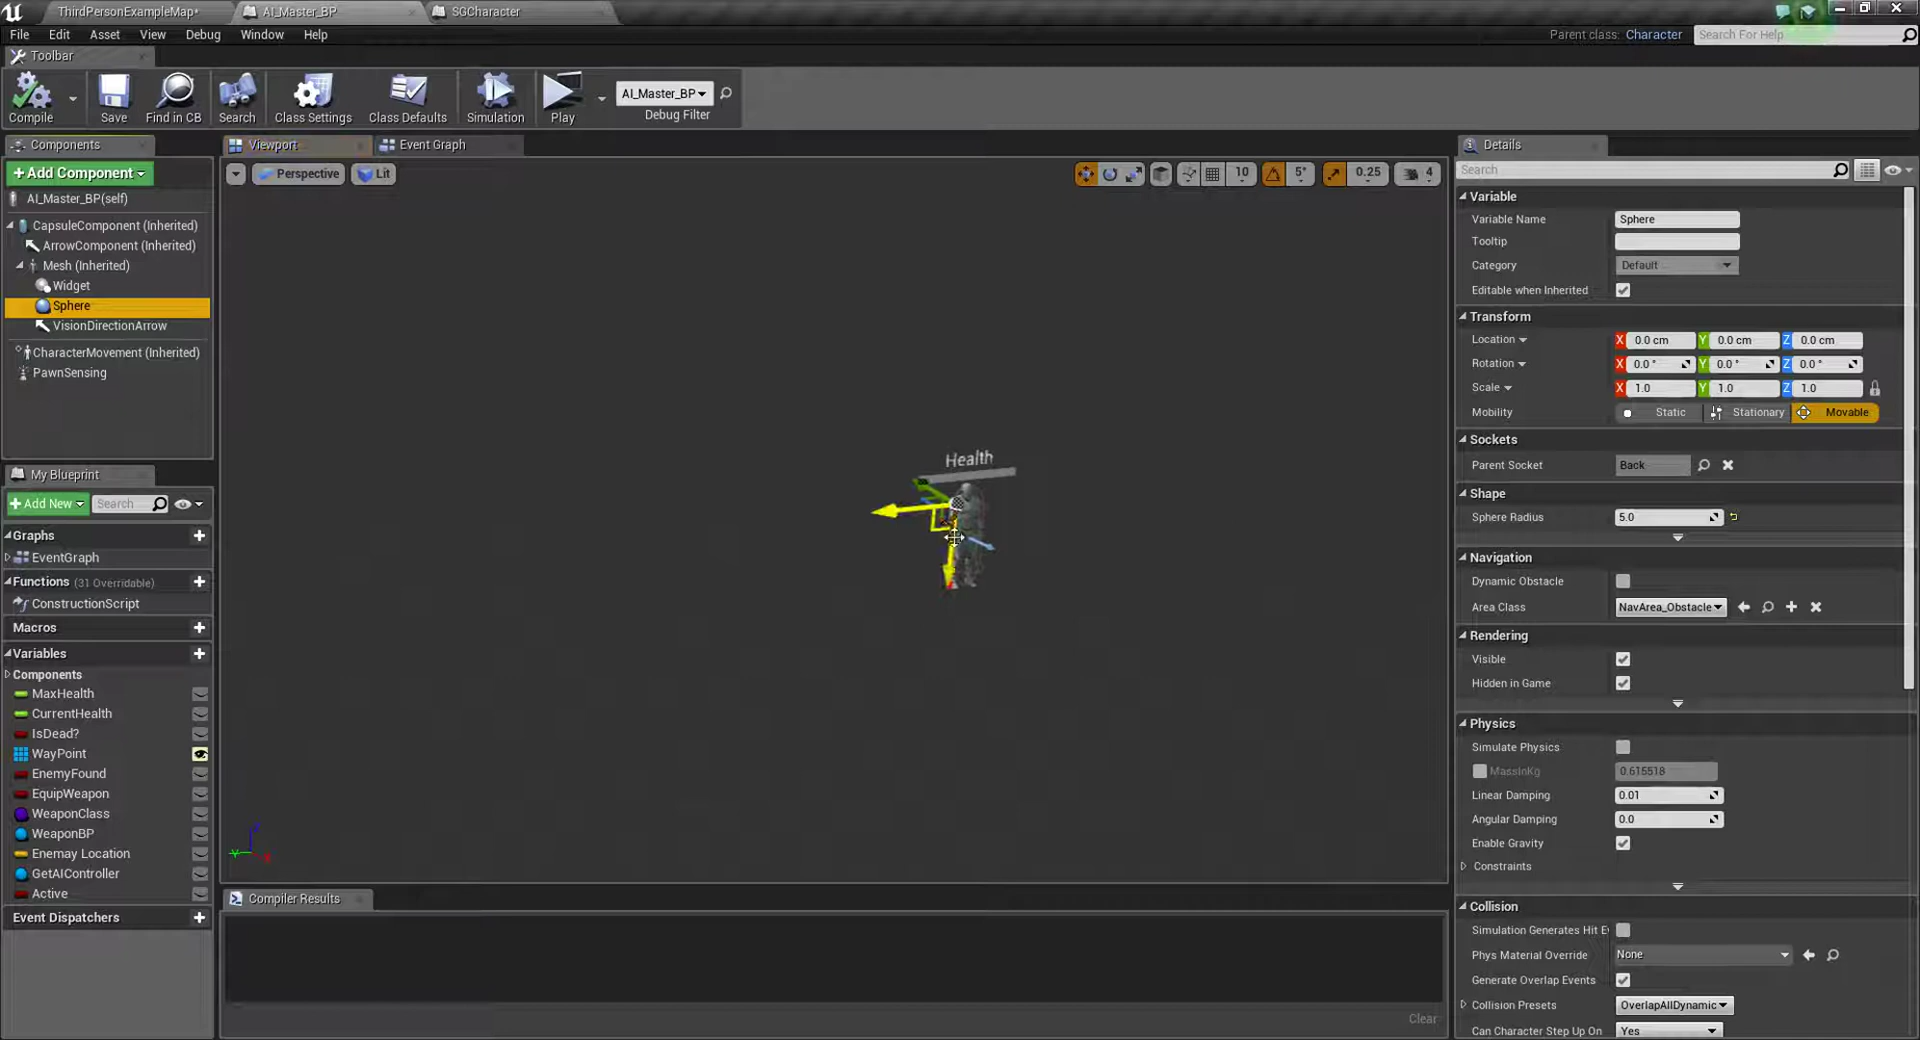 ThirdPersonExampleMap*
AI_Master_BP
SGCharacter
File Edit Asset View Debug Window Help
Parent class: Character
Search For Help
Toolbar
Compile
Save
Find in CB
Search
Class Settings
Class Defaults
Simulation
Play
AI_Master_BP
Debug Filter
Components
+Add Component
AI_Master_BP(self)
CapsuleComponent (Inherited)
ArrowComponent (Inherited)
Mesh (Inherited)
Widget
Sphere
VisionDirectionArrow
CharacterMovement (Inherited)
PawnSensing
My Blueprint
+Add New
Search
Graphs
EventGraph
Functions (31 Overridable)
ConstructionScript
Macros
Variables
Components
MaxHealth
CurrentHealth
IsDead?
WayPoint
EnemyFound
EquipWeapon
WeaponClass
WeaponBP
Enemay Location
GetAIController
Active
Event Dispatchers
Viewport
Event Graph
Perspective
Lit
10
5°
0.25
4
Health
Compiler Results
Clear
Details
Search
Variable
Variable Name Sphere
Tooltip
Category Default
Editable when Inherited
Transform
Location X 0.0 cm Y 0.0 cm Z 0.0 cm
Rotation X 0.0 ° Y 0.0 ° Z 0.0 °
Scale X 1.0 Y 1.0 Z 1.0
Mobility Static Stationary Movable
Sockets
Parent Socket Back
Shape
Sphere Radius 5.0
Navigation
Dynamic Obstacle
Area Class NavArea_Obstacle
Rendering
Visible
Hidden in Game
Physics
Simulate Physics
MassInKg 0.615518
Linear Damping 0.01
Angular Damping 0.0
Enable Gravity
Constraints
Collision
Simulation Generates Hit E
Phys Material Override None
Generate Overlap Events
Collision Presets OverlapAllDynamic
Can Character Step Up On Yes